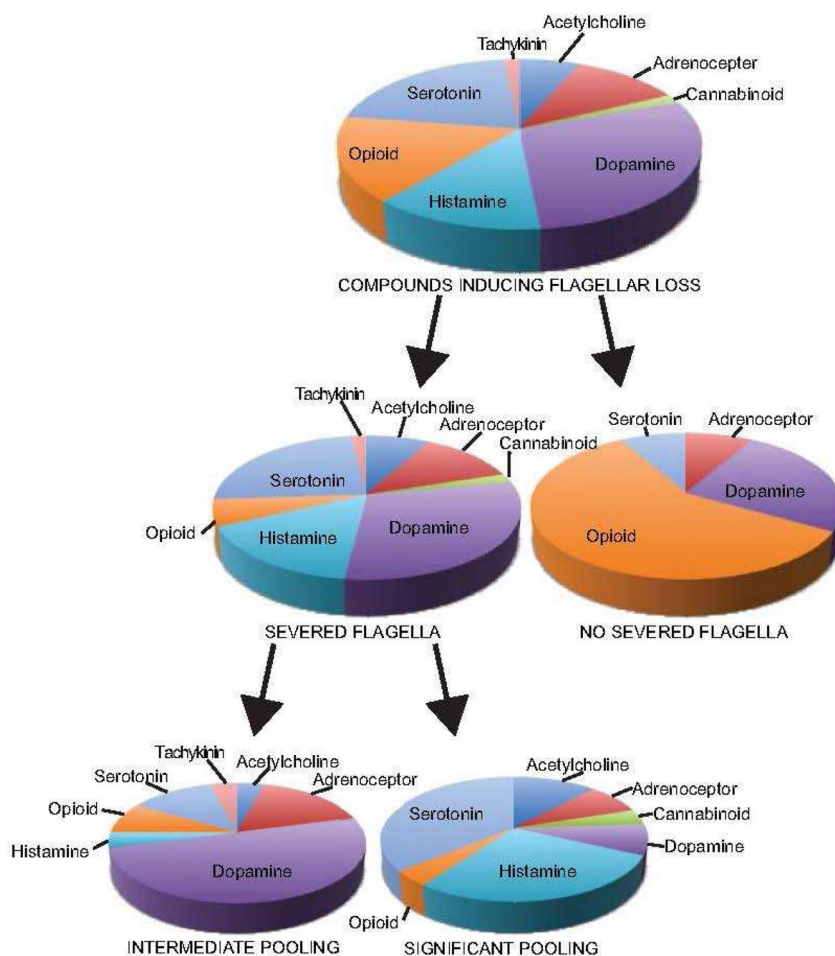 Acetylcholine
Tachykinin
Adrenocepter
Serotonin
Cannabinoid
Opioid
Dopamine
Histamine
COMPOUNDS INDUCING FLAGELLAR LOSS
Tachykinin
Acetylcholine
Adrenoceptor
Cannabinoid
Serotonin
Opioid
Histamine
Dopamine
SEVERED FLAGELLA
Serotonin
Adrenoceptor
Dopamine
Opioid
NO SEVERED FLAGELLA
Tachykinin
Acetylcholine
Serotonin
Adrenoceptor
Opioid
Histamine
Dopamine
INTERMEDIATE POOLING
Acetylcholine
Adrenoceptor
Serotonin
Cannabinoid
Dopamine
Histamine
Opioid
SIGNIFICANT POOLING